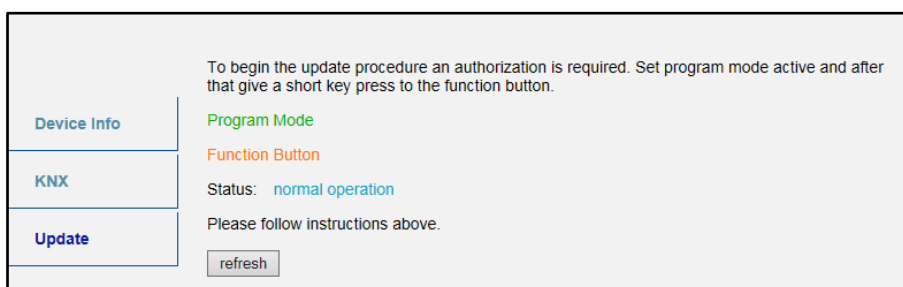 To begin the update procedure an authorization is required. Set program mode active and after
that give a short key press to the function button.
Device Info
Program Mode
Function Button
KNX
Status: normal operation
Please follow instructions above.
Update
refresh